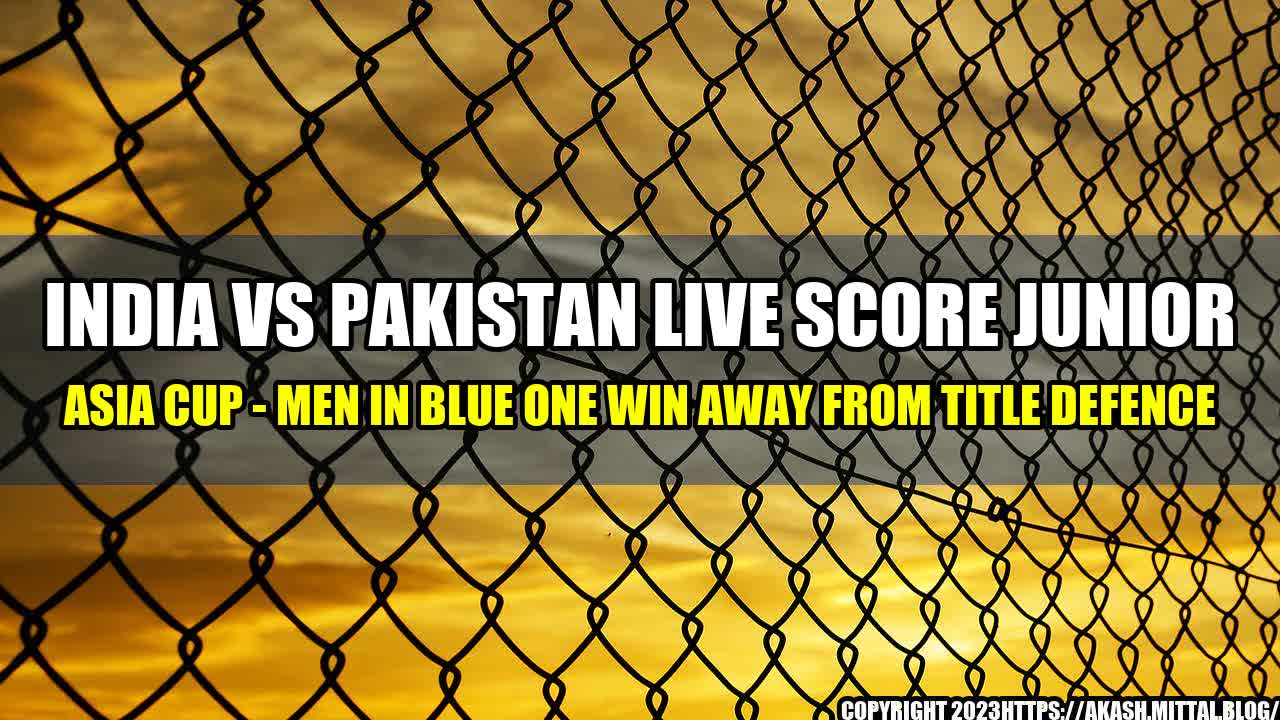 INDIA VS PAKISTAN LIVE SCORE JUNIOR
ASIA CUP - MEN IN BLUE ONE WIN AWAY FROM TITLE DEFENCE
COPYRIGHT 2023HTTPS://AKASH.MITTAL.BLOG/